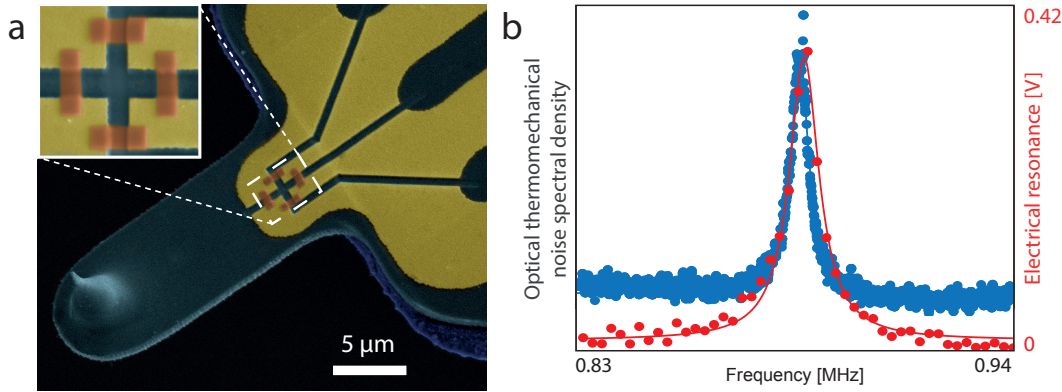 a
5 µm
b
Optical thermomechanical
noise spectral density
0.42
Electrical resonance [V]
0
0.83
Frequency [MHz]
0.94